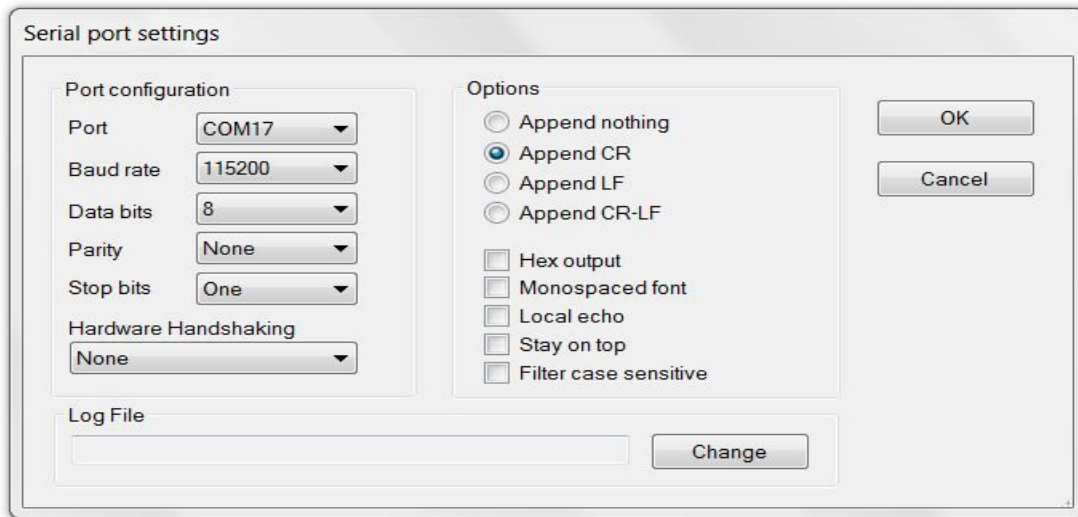 Serial port settings
Port configuration
Port COM17
Baud rate 115200
Data bits 8
Parity None
Stop bits One
Hardware Handshaking
None
Options
Append nothing
Append CR
Append LF
Append CR-LF
Hex output
Monospaced font
Local echo
Stay on top
Filter case sensitive
OK
Cancel
Log File
Change